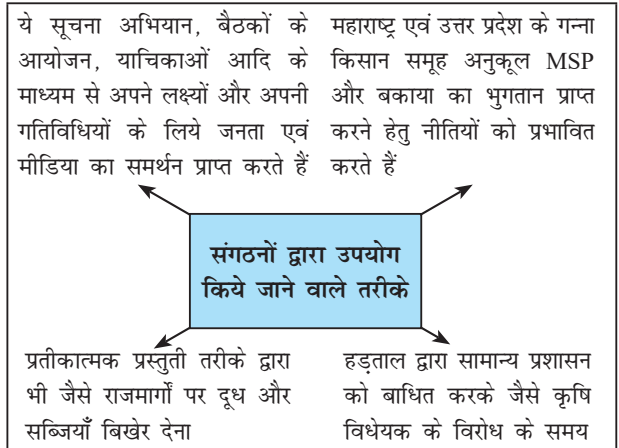 ये सूचना अभियान, बैठकों के
आयोजन, याचिकाओं आदि के
माध्यम से अपने लक्ष्यों और अपनी
गतिविधियों के लिये जनता एवं
मीडिया का समर्थन प्राप्त करते हैं
महाराष्ट्र एवं उत्तर प्रदेश के गन्ना
किसान समूह अनुकूल MSP
और बकाया का भुगतान प्राप्त
करने हेतु नीतियों को प्रभावित
करते हैं
संगठनों द्वारा उपयोग
किये जाने वाले तरीके
प्रतीकात्मक प्रस्तुती तरीके द्वारा
भी जैसे राजमार्गों पर दूध और
सब्जियाँ बिखेर देना
हड़ताल द्वारा सामान्य प्रशासन
को बाधित करके जैसे कृषि
विधेयक के विरोध के समय